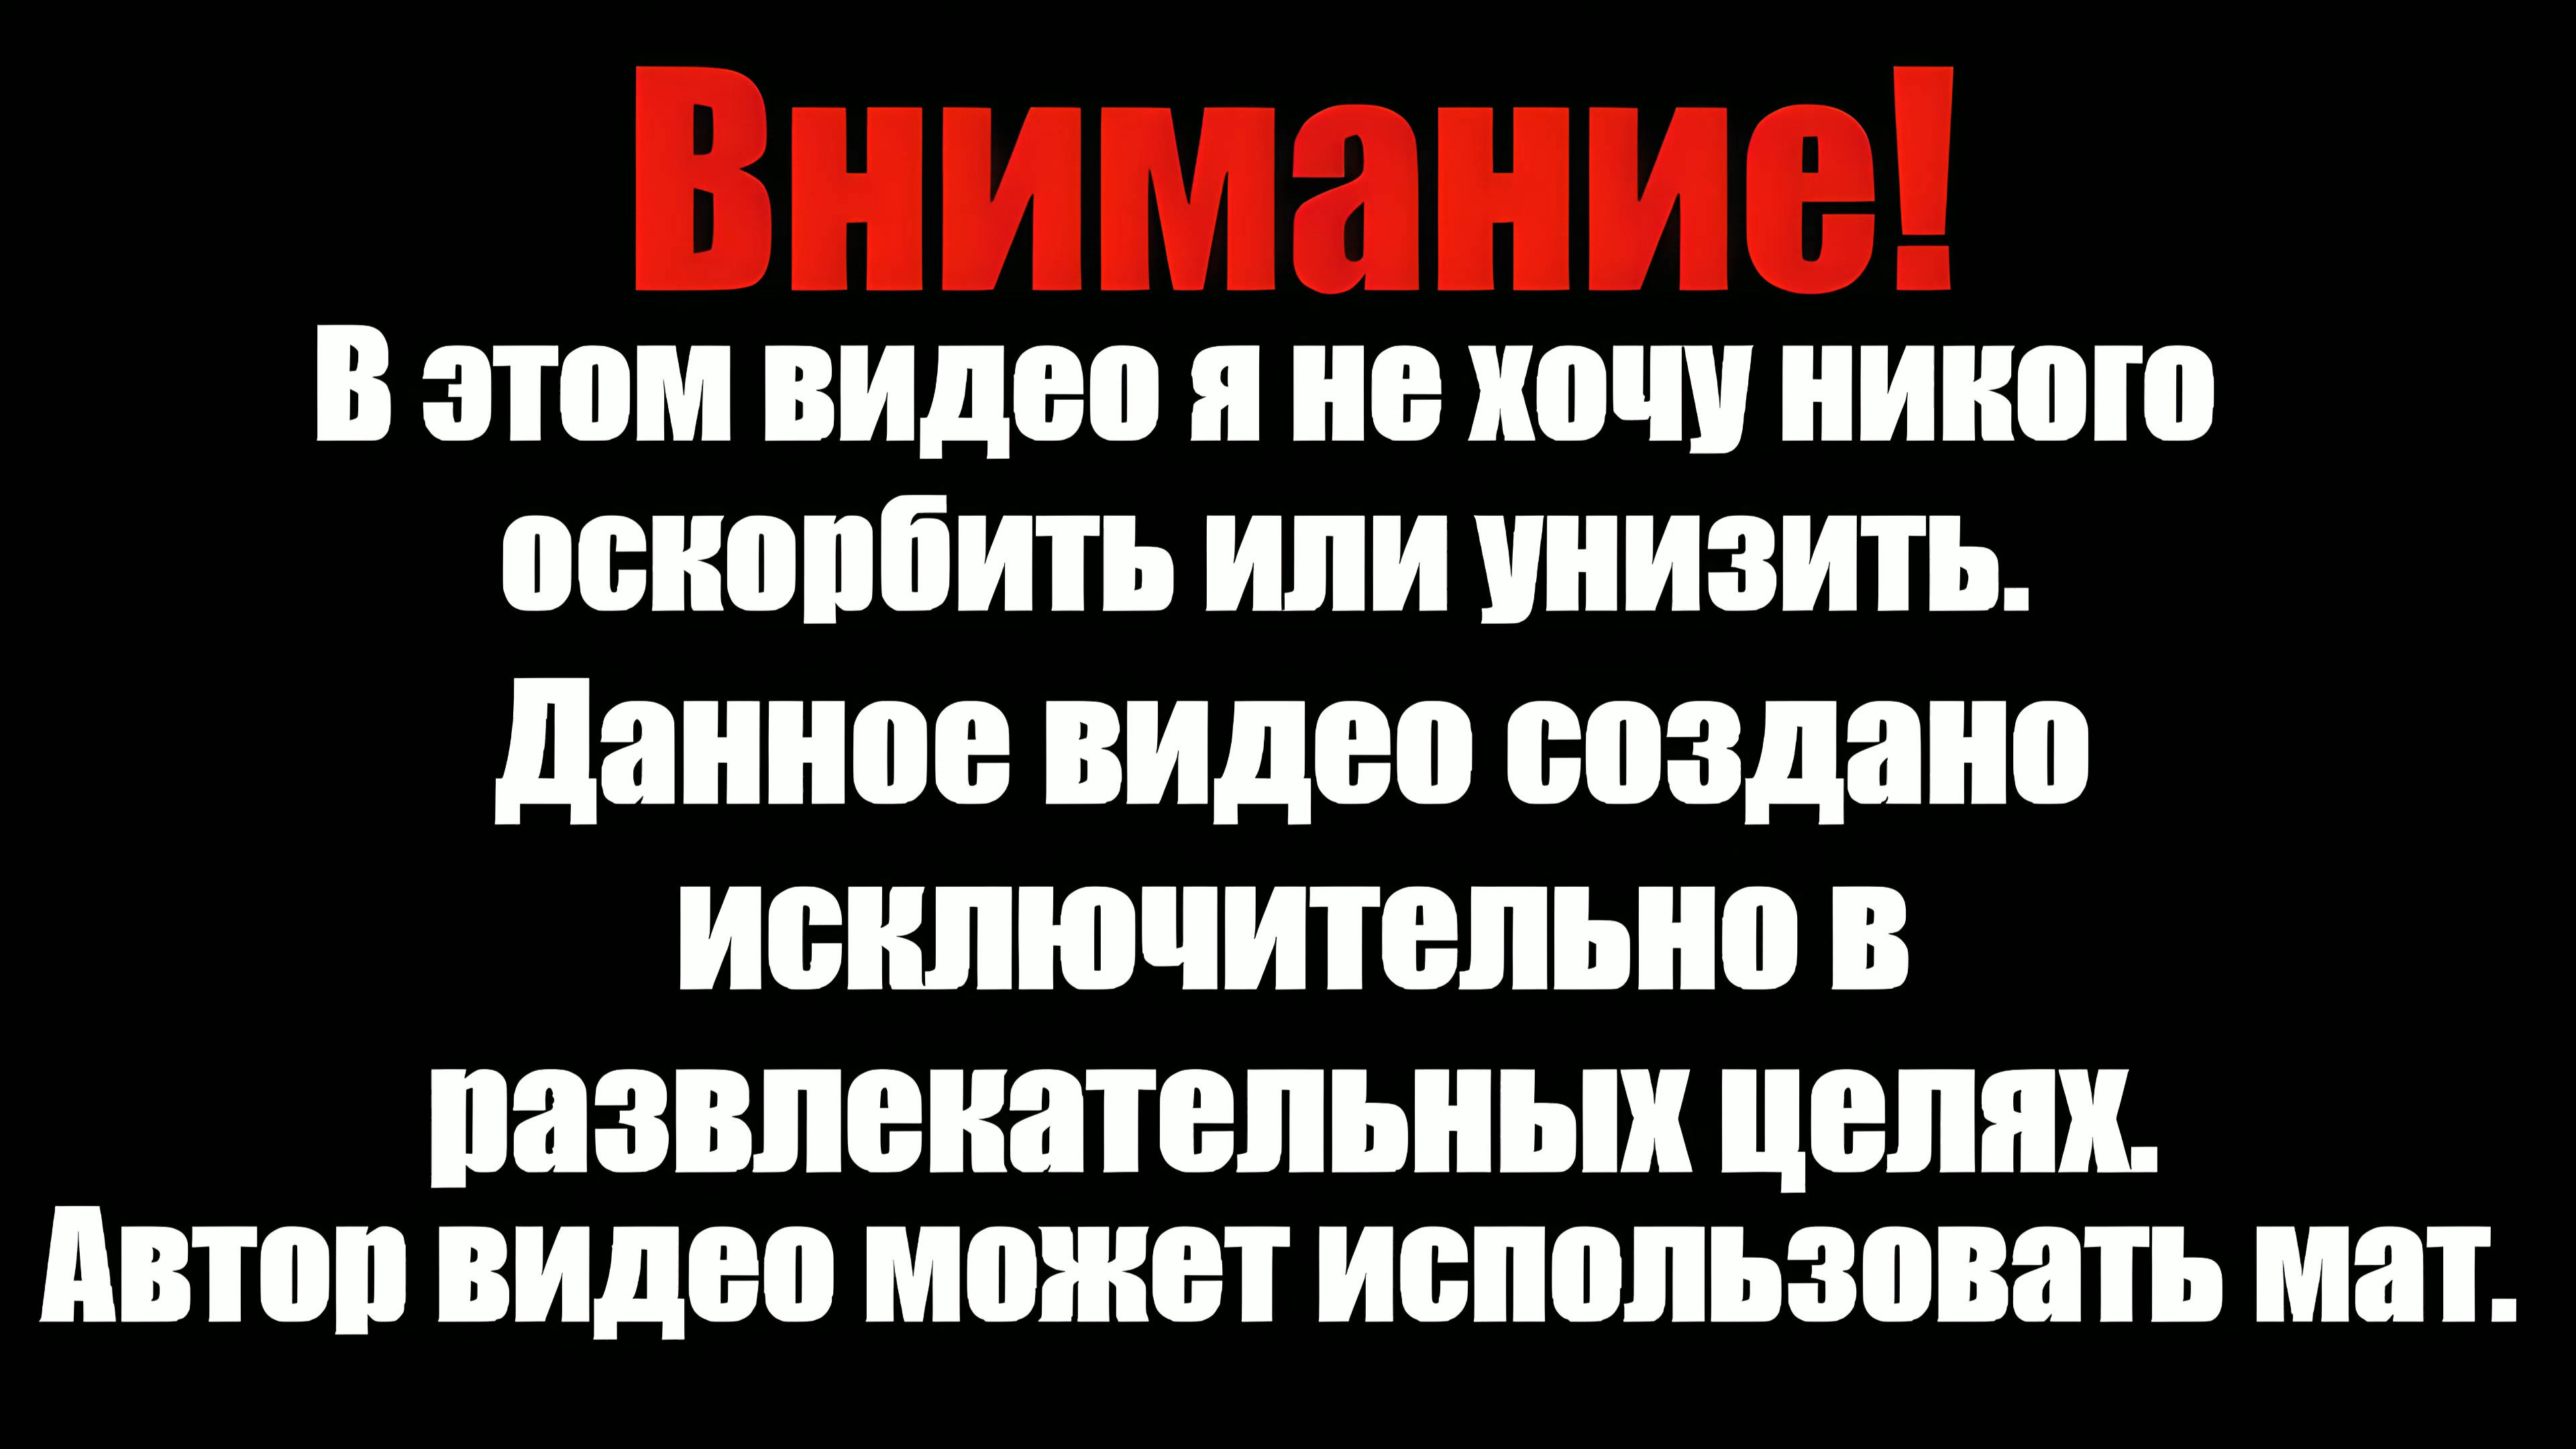 Внимание!
В этом видео я не хочу никого
оскорбить или унизить.
Данное видео создано
исключительно в
развлекательных целях.
Автор видео может использовать мат.